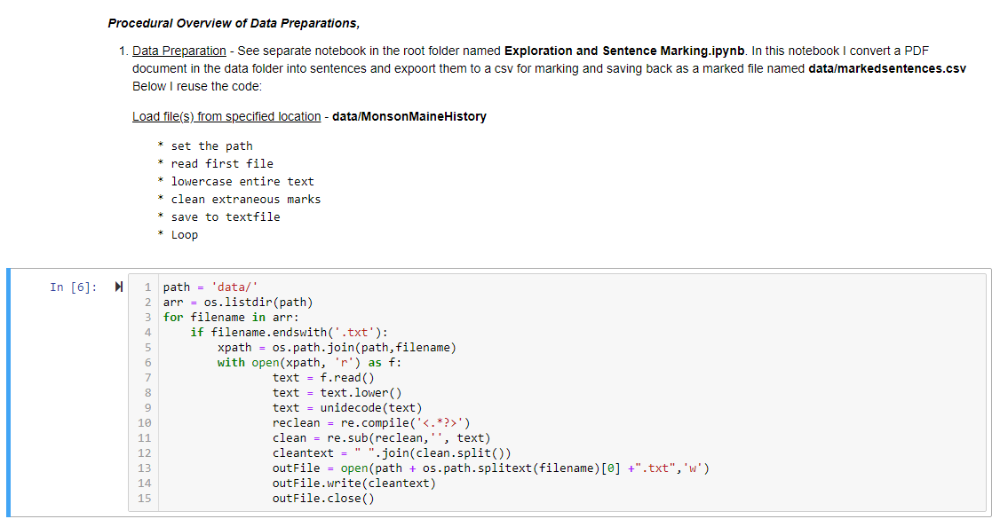 Procedural Overview of Data Preparations,
1. Data Preparation - See separate notebook in the root folder named Exploration and Sentence Marking.ipynb. In this notebook I convert a PDF
document in the data folder into sentences and expoort them to a csv for marking and saving back as a marked file named data/markedsentences.csv
Below I reuse the code:
Load file(s) from specified location - data/MonsonMaineHistory
* set the path
* read first file
* lowercase entire text
* clean extraneous marks
* save to textfile
* Loop
In [6]:
1 path = 'data/'
2 arr = os.listdir(path)
3 for filename in arr:
4     if filename.endswith('.txt'):
5         xpath = os.path.join(path,filename)
6         with open(xpath, 'r') as f:
7                 text = f.read()
8                 text = text.lower()
9                 text = unidecode(text)
10                 reclean = re.compile('<.*?>')
11                 clean = re.sub(reclean,'', text)
12                 cleantext = " ".join(clean.split())
13                 outFile = open(path + os.path.splitext(filename)[0] +".txt",'w')
14                 outFile.write(cleantext)
15                 outFile.close()